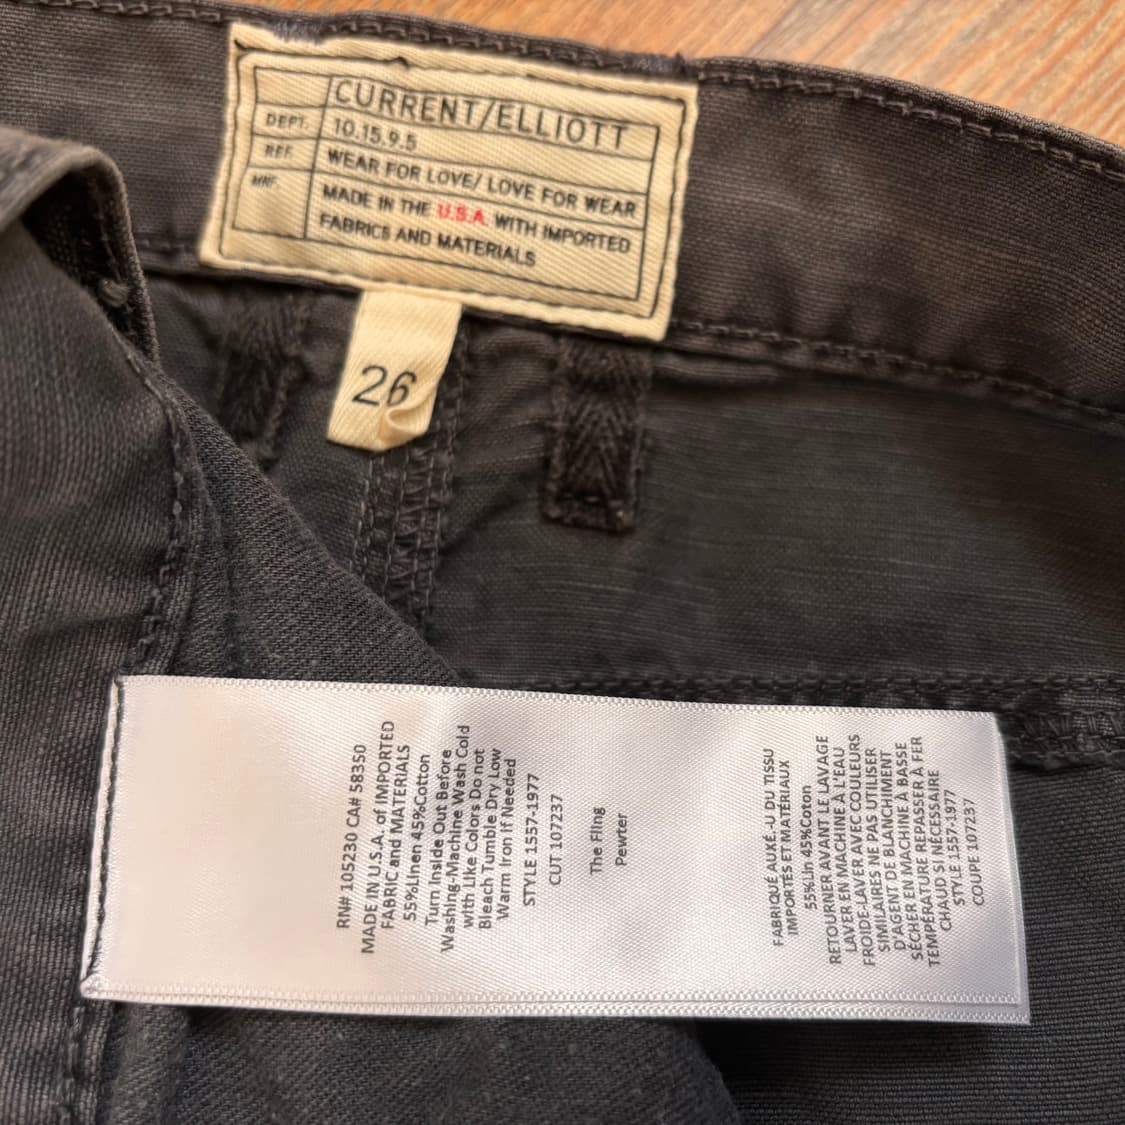 CURRENT/ELLIOTT
DEPT. 10.15.9.5
REF. WEAR FOR LOVE/ LOVE FOR WEAR
MNF. MADE IN THE U.S.A. WITH IMPORTED
FABRICS AND MATERIALS
26
RN# 105230 CA# 58350
MADE IN U.S.A. of IMPORTED
FABRIC and MATERIALS
55%Linen 45%Cotton
Turn Inside Out Before
Washing-Machine Wash Cold
with Like Colors Do not
Bleach Tumble Dry Low
Warm Iron If Needed
STYLE 1557-1977
CUT 107237
The Fling
Pewter
FABRIQUÉ AUXÉ.-U DU TISSU
IMPORTÉS ET MATÉRIAUX
55%Lin 45%Coton
RETOURNER AVANT LE LAVAGE
LAVER EN MACHINE À L'EAU
FROIDE-LAVER AVEC COULEURS
SIMILAIRES NE PAS UTILISER
D'AGENT DE BLANCHIMENT
SÉCHER EN MACHINE À BASSE
TEMPÉRATURE REPASSER À FER
CHAUD SI NÉCESSAIRE
STYLE 1557-1977
COUPE 107237